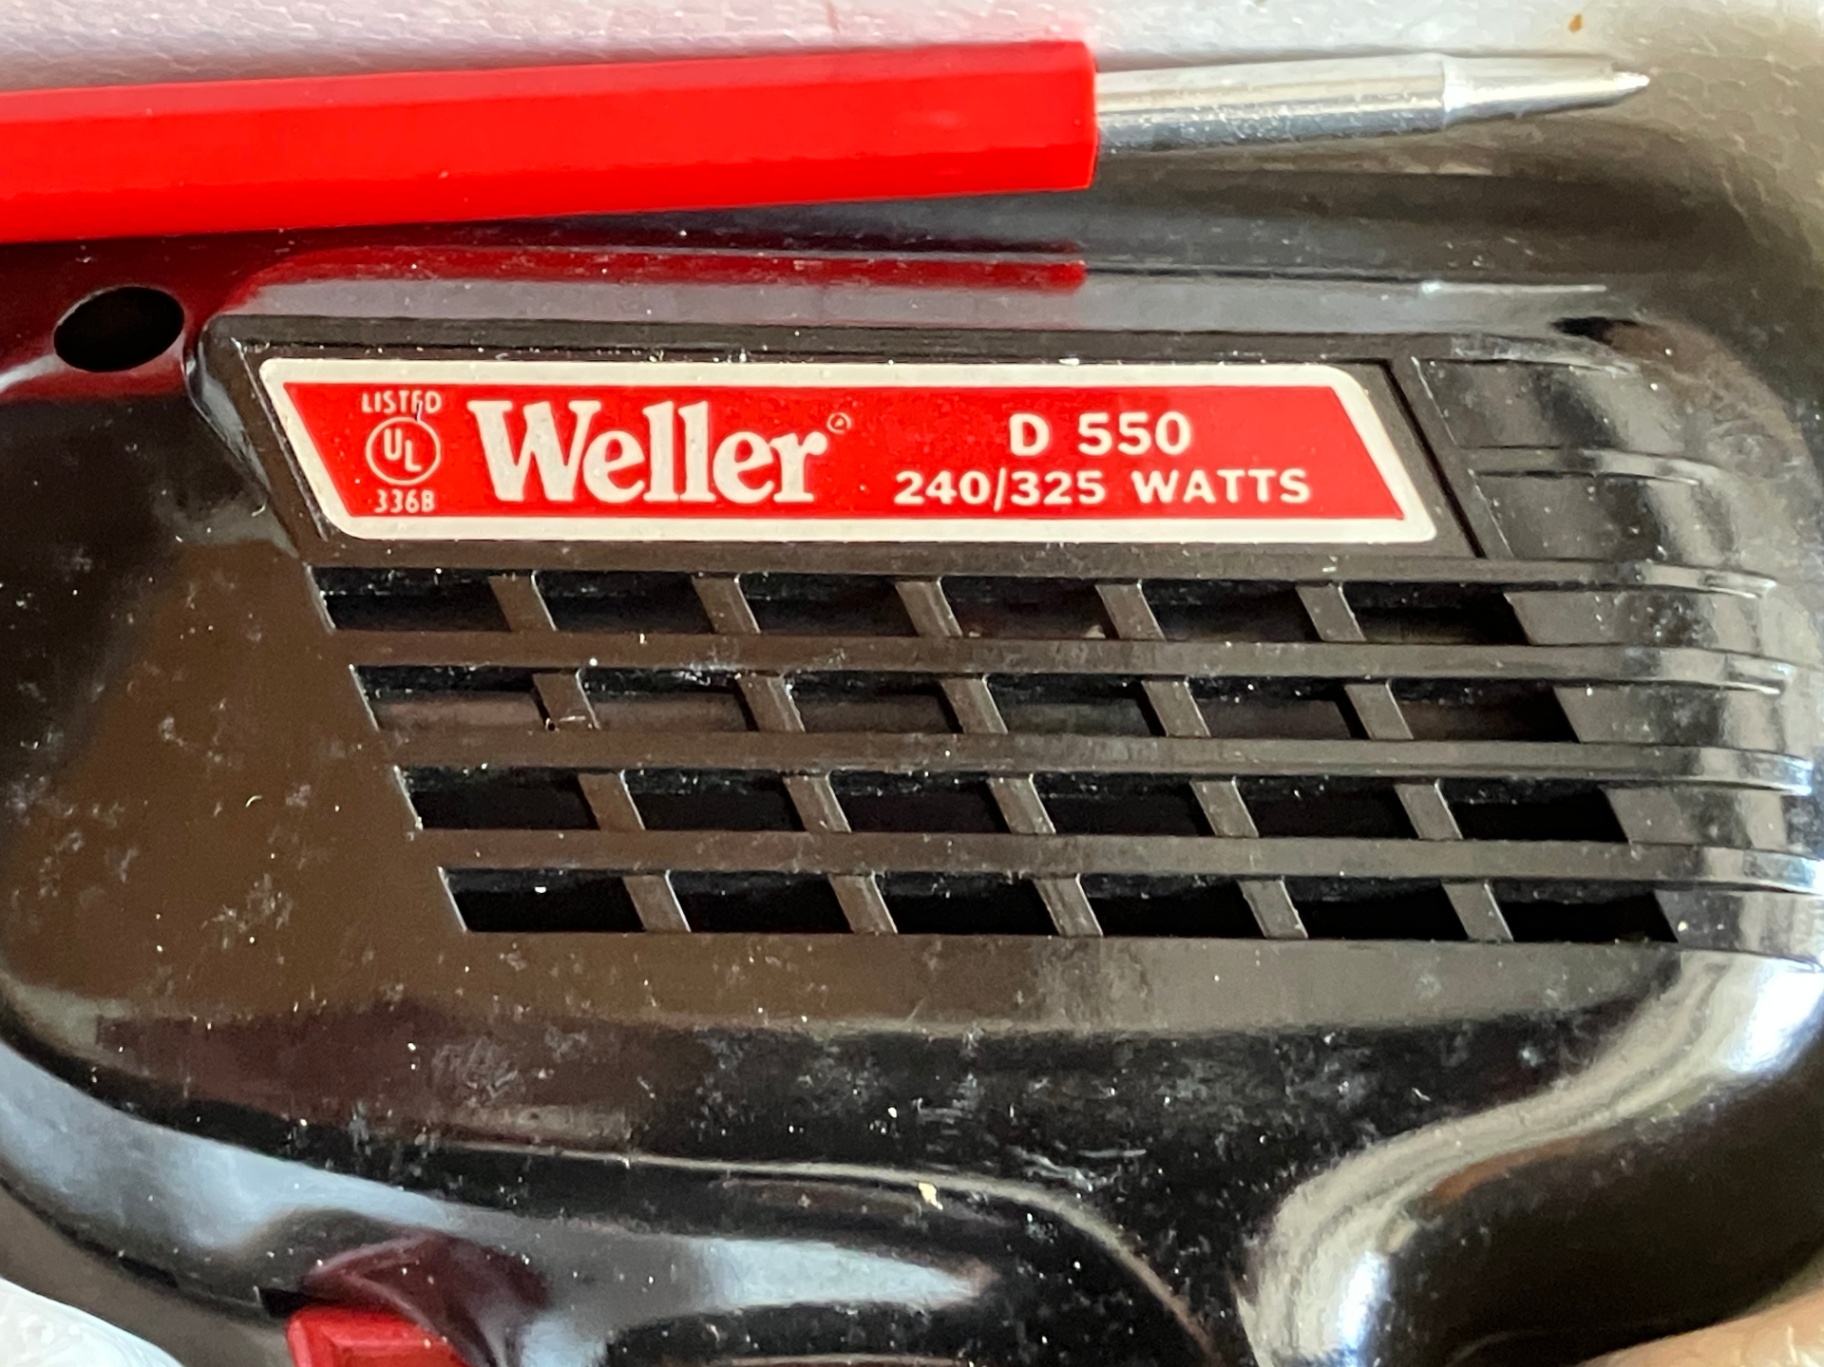 LISTED
UL
336B
Weller®
D 550
240/325 WATTS